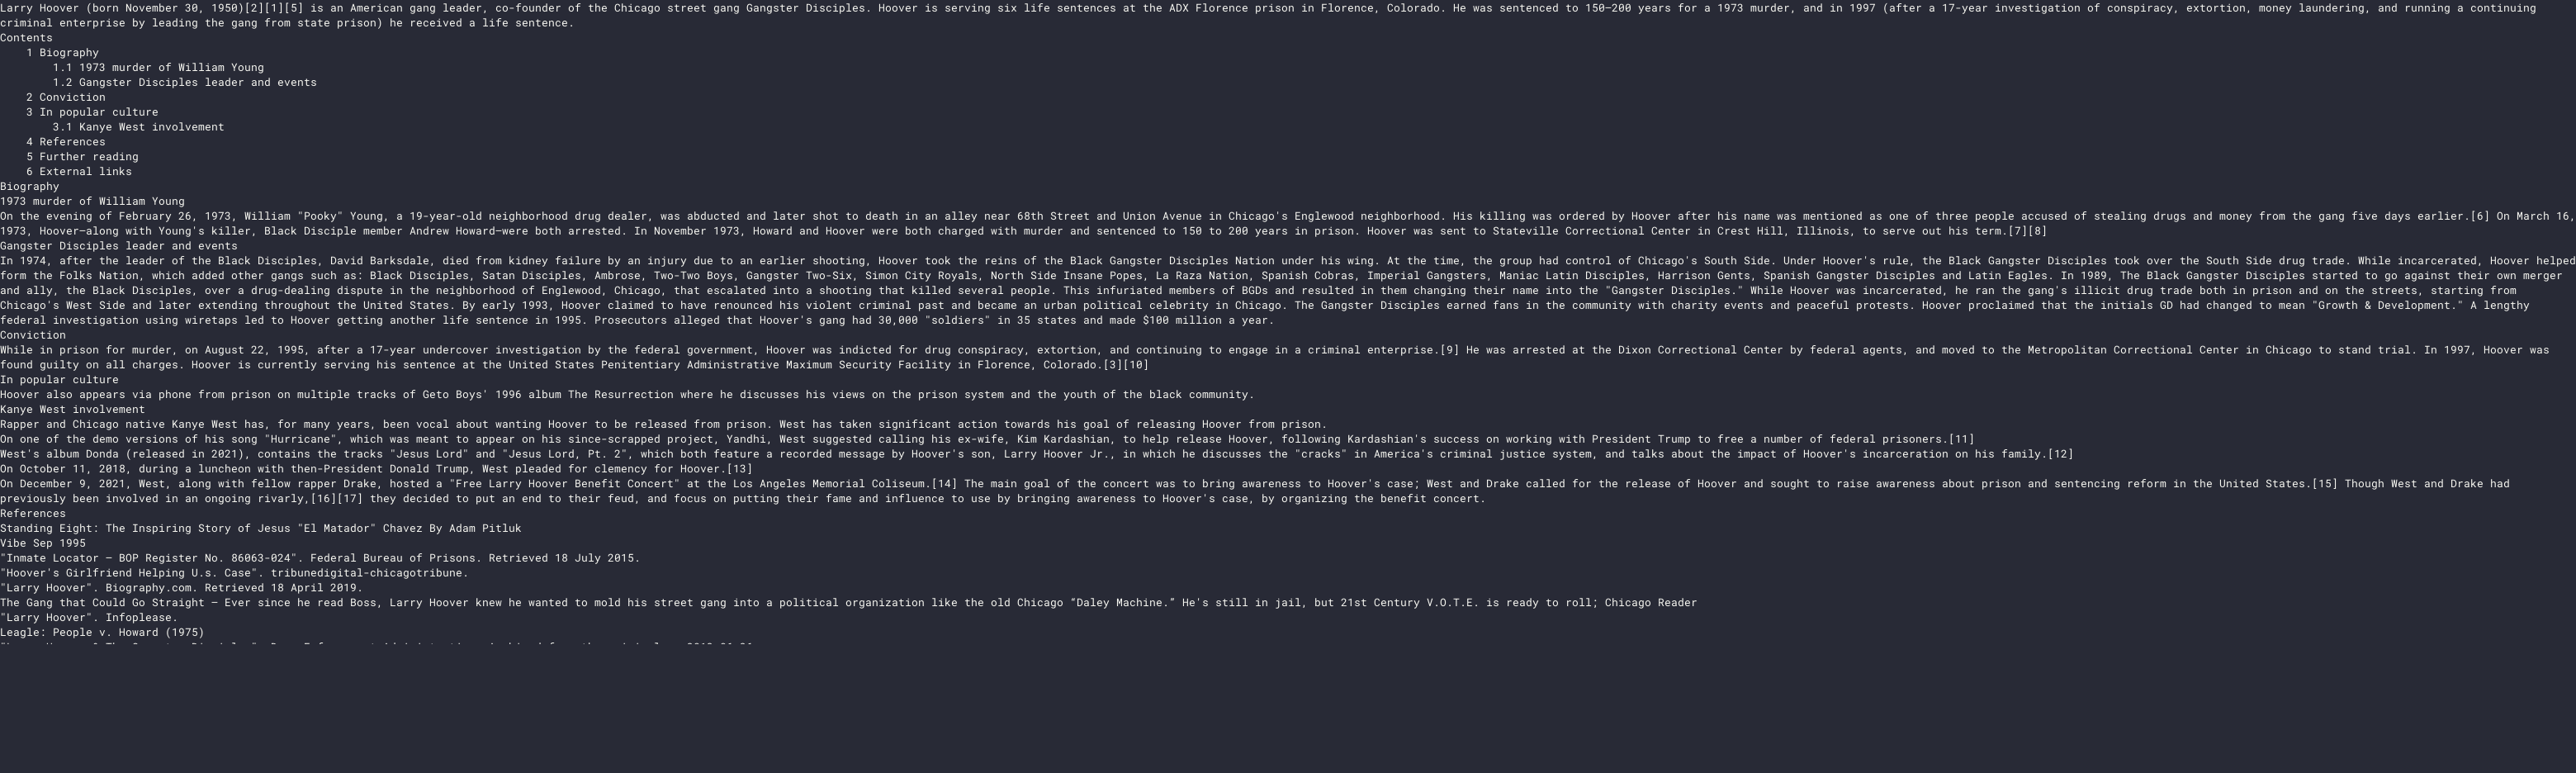 Larry Hoover (born November 30, 1950)[2][1][5] is an American gang leader, co-founder of the Chicago street gang Gangster Disciples. Hoover is serving six life sentences at the ADX Florence prison in Florence, Colorado. He was sentenced to 150–200 years for a 1973 murder, and in 1997 (after a 17-year investigation of conspiracy, extortion, money laundering, and running a continuing
criminal enterprise by leading the gang from state prison) he received a life sentence.
Contents
1 Biography
1.1 1973 murder of William Young
1.2 Gangster Disciples leader and events
2 Conviction
3 In popular culture
3.1 Kanye West involvement
4 References
5 Further reading
6 External links
Biography
1973 murder of William Young
On the evening of February 26, 1973, William "Pooky" Young, a 19-year-old neighborhood drug dealer, was abducted and later shot to death in an alley near 68th Street and Union Avenue in Chicago's Englewood neighborhood. His killing was ordered by Hoover after his name was mentioned as one of three people accused of stealing drugs and money from the gang five days earlier.[6] On March 16,
1973, Hoover—along with Young's killer, Black Disciple member Andrew Howard—were both arrested. In November 1973, Howard and Hoover were both charged with murder and sentenced to 150 to 200 years in prison. Hoover was sent to Stateville Correctional Center in Crest Hill, Illinois, to serve out his term.[7][8]
Gangster Disciples leader and events
In 1974, after the leader of the Black Disciples, David Barksdale, died from kidney failure by an injury due to an earlier shooting, Hoover took the reins of the Black Gangster Disciples Nation under his wing. At the time, the group had control of Chicago's South Side. Under Hoover's rule, the Black Gangster Disciples took over the South Side drug trade. While incarcerated, Hoover helped
form the Folks Nation, which added other gangs such as: Black Disciples, Satan Disciples, Ambrose, Two-Two Boys, Gangster Two-Six, Simon City Royals, North Side Insane Popes, La Raza Nation, Spanish Cobras, Imperial Gangsters, Maniac Latin Disciples, Harrison Gents, Spanish Gangster Disciples and Latin Eagles. In 1989, The Black Gangster Disciples started to go against their own merger
and ally, the Black Disciples, over a drug-dealing dispute in the neighborhood of Englewood, Chicago, that escalated into a shooting that killed several people. This infuriated members of BGDs and resulted in them changing their name into the "Gangster Disciples." While Hoover was incarcerated, he ran the gang's illicit drug trade both in prison and on the streets, starting from
Chicago's West Side and later extending throughout the United States. By early 1993, Hoover claimed to have renounced his violent criminal past and became an urban political celebrity in Chicago. The Gangster Disciples earned fans in the community with charity events and peaceful protests. Hoover proclaimed that the initials GD had changed to mean "Growth & Development." A lengthy
federal investigation using wiretaps led to Hoover getting another life sentence in 1995. Prosecutors alleged that Hoover's gang had 30,000 "soldiers" in 35 states and made $100 million a year.
Conviction
While in prison for murder, on August 22, 1995, after a 17-year undercover investigation by the federal government, Hoover was indicted for drug conspiracy, extortion, and continuing to engage in a criminal enterprise.[9] He was arrested at the Dixon Correctional Center by federal agents, and moved to the Metropolitan Correctional Center in Chicago to stand trial. In 1997, Hoover was
found guilty on all charges. Hoover is currently serving his sentence at the United States Penitentiary Administrative Maximum Security Facility in Florence, Colorado.[3][10]
In popular culture
Hoover also appears via phone from prison on multiple tracks of Geto Boys' 1996 album The Resurrection where he discusses his views on the prison system and the youth of the black community.
Kanye West involvement
Rapper and Chicago native Kanye West has, for many years, been vocal about wanting Hoover to be released from prison. West has taken significant action towards his goal of releasing Hoover from prison.
On one of the demo versions of his song "Hurricane", which was meant to appear on his since-scrapped project, Yandhi, West suggested calling his ex-wife, Kim Kardashian, to help release Hoover, following Kardashian's success on working with President Trump to free a number of federal prisoners.[11]
West's album Donda (released in 2021), contains the tracks "Jesus Lord" and "Jesus Lord, Pt. 2", which both feature a recorded message by Hoover's son, Larry Hoover Jr., in which he discusses the "cracks" in America's criminal justice system, and talks about the impact of Hoover's incarceration on his family.[12]
On October 11, 2018, during a luncheon with then-President Donald Trump, West pleaded for clemency for Hoover.[13]
On December 9, 2021, West, along with fellow rapper Drake, hosted a "Free Larry Hoover Benefit Concert" at the Los Angeles Memorial Coliseum.[14] The main goal of the concert was to bring awareness to Hoover's case; West and Drake called for the release of Hoover and sought to raise awareness about prison and sentencing reform in the United States.[15] Though West and Drake had
previously been involved in an ongoing rivarly,[16][17] they decided to put an end to their feud, and focus on putting their fame and influence to use by bringing awareness to Hoover's case, by organizing the benefit concert.
References
Standing Eight: The Inspiring Story of Jesus "El Matador" Chavez By Adam Pitluk
Vibe Sep 1995
"Inmate Locator – BOP Register No. 86063-024". Federal Bureau of Prisons. Retrieved 18 July 2015.
"Hoover's Girlfriend Helping U.s. Case". tribunedigital-chicagotribune.
"Larry Hoover". Biography.com. Retrieved 18 April 2019.
The Gang that Could Go Straight – Ever since he read Boss, Larry Hoover knew he wanted to mold his street gang into a political organization like the old Chicago “Daley Machine.” He's still in jail, but 21st Century V.O.T.E. is ready to roll; Chicago Reader
"Larry Hoover". Infoplease.
Leagle: People v. Howard (1975)